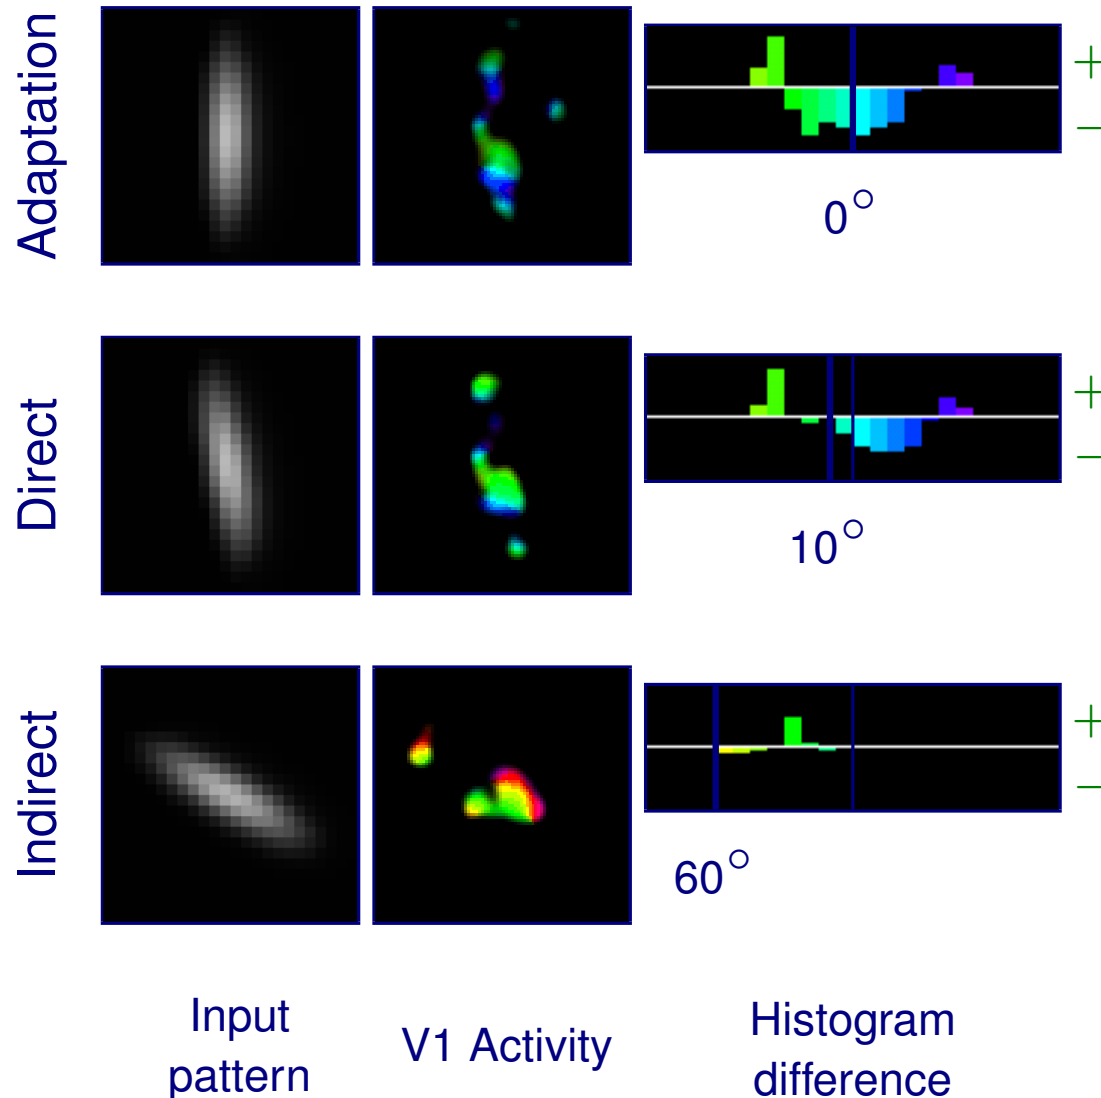 Adaptation
+
−
0°
Direct
+
−
10°
Indirect
+
−
60°
Input
pattern
V1 Activity
Histogram
difference